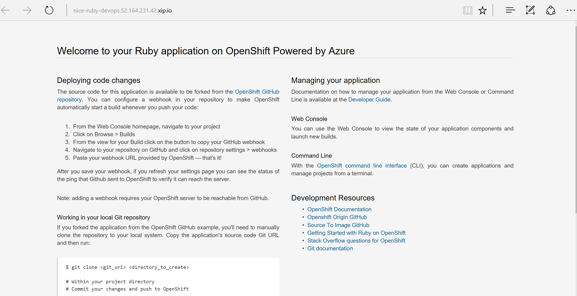 nice-ruby-devops.52.164.231.42.xip.io
Welcome to your Ruby application on OpenShift Powered by Azure
Deploying code changes
The source code for this application is available to be forked from the OpenShift GitHub
repository. You can configure a webhook in your repository to make OpenShift
automatically start a build whenever you push your code:
1. From the Web Console homepage, navigate to your project
2. Click on Browse > Builds
3. From the view for your Build click on the button to copy your GitHub webhook
4. Navigate to your repository on GitHub and click on repository settings > webhooks
5. Paste your webhook URL provided by OpenShift — that's it!
After you save your webhook, if you refresh your settings page you can see the status of
the ping that Github sent to OpenShift to verify it can reach the server.
Note: adding a webhook requires your OpenShift server to be reachable from GitHub.
Working in your local Git repository
If you forked the application from the OpenShift GitHub example, you'll need to manually
clone the repository to your local system. Copy the application's source code Git URL
and then run:
$ git clone <git_url> <directory_to_create>
# Within your project directory
# Commit your changes and push to OpenShift
Managing your application
Documentation on how to manage your application from the Web Console or Command
Line is available at the Developer Guide.
Web Console
You can use the Web Console to view the state of your application components and
launch new builds.
Command Line
With the OpenShift command line interface (CLI), you can create applications and
manage projects from a terminal.
Development Resources
• OpenShift Documentation
• Openshift Origin GitHub
• Source To Image GitHub
• Getting Started with Ruby on OpenShift
• Stack Overflow questions for OpenShift
• Git documentation